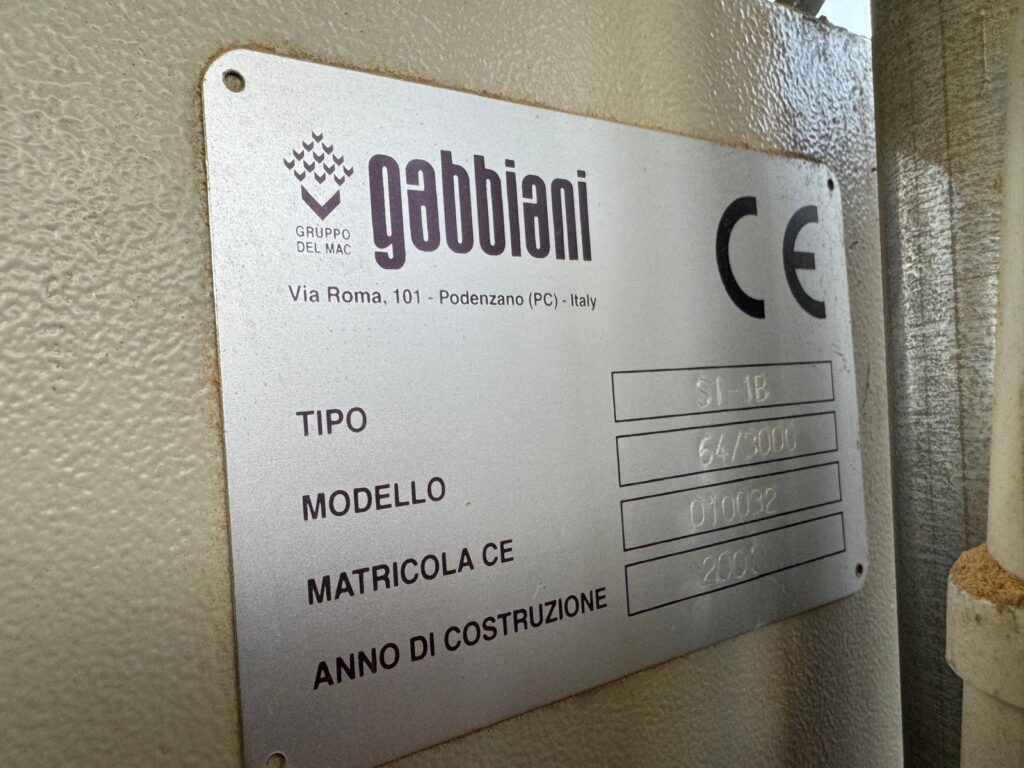 GRUPPO
DEL MAC
gabbiani
CE
Via Roma, 101 - Podenzano (PC) - Italy
TIPO SI-1B
MODELLO 64/3000
MATRICOLA CE 010032
ANNO DI COSTRUZIONE